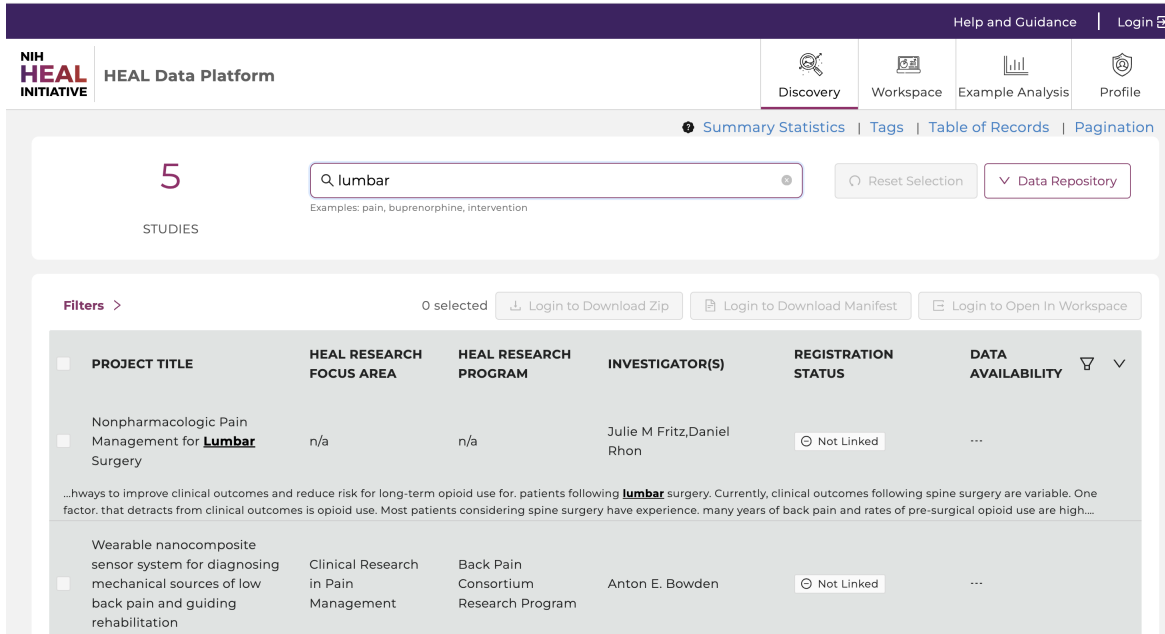 Help and Guidance | Login
NIH
HEAL
INITIATIVE
HEAL Data Platform
Discovery
Workspace
Example Analysis
Profile
? Summary Statistics | Tags | Table of Records | Pagination
5
STUDIES
lumbar
Examples: pain, buprenorphine, intervention
Reset Selection
Data Repository
Filters >
0 selected
Login to Download Zip
Login to Download Manifest
Login to Open In Workspace
PROJECT TITLE
HEAL RESEARCH
FOCUS AREA
HEAL RESEARCH
PROGRAM
INVESTIGATOR(S)
REGISTRATION
STATUS
DATA
AVAILABILITY
Nonpharmacologic Pain
Management for Lumbar
Surgery
n/a
n/a
Julie M Fritz,Daniel
Rhon
Not Linked
---
...hways to improve clinical outcomes and reduce risk for long-term opioid use for. patients following lumbar surgery. Currently, clinical outcomes following spine surgery are variable. One
factor. that detracts from clinical outcomes is opioid use. Most patients considering spine surgery have experience. many years of back pain and rates of pre-surgical opioid use are high....
Wearable nanocomposite
sensor system for diagnosing
mechanical sources of low
back pain and guiding
rehabilitation
Clinical Research
in Pain
Management
Back Pain
Consortium
Research Program
Anton E. Bowden
Not Linked
---